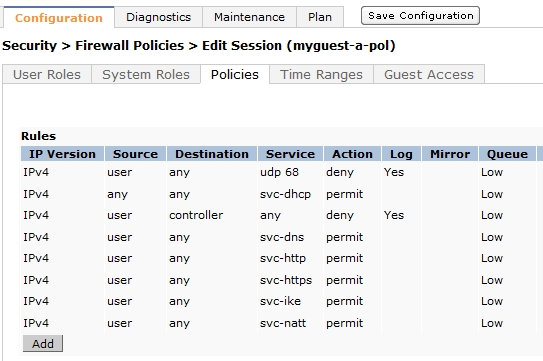 Configuration Diagnostics Maintenance Plan Save Configuration
Security > Firewall Policies > Edit Session (myguest-a-pol)
User Roles System Roles Policies Time Ranges Guest Access
Rules
IP Version Source Destination Service Action Log Mirror Queue
IPv4 user any udp 68 deny Yes Low
IPv4 any any svc-dhcp permit Low
IPv4 user controller any deny Yes Low
IPv4 user any svc-dns permit Low
IPv4 user any svc-http permit Low
IPv4 user any svc-https permit Low
IPv4 user any svc-ike permit Low
IPv4 user any svc-natt permit Low
Add